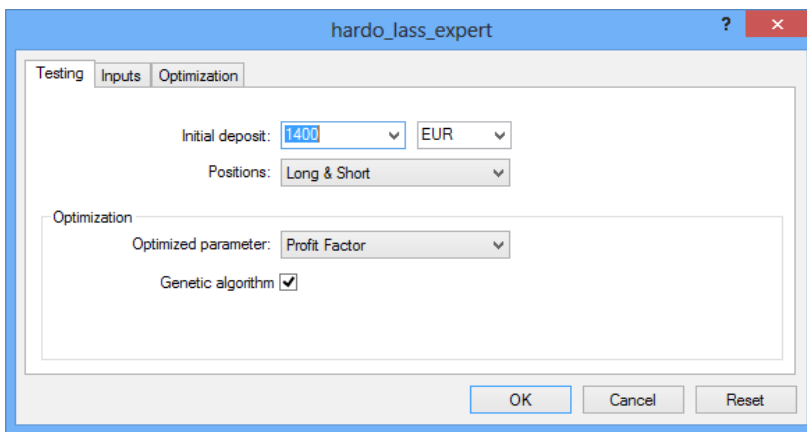 hardo_lass_expert ?
Testing Inputs Optimization
Initial deposit: 1400 EUR
Positions: Long & Short
Optimization
Optimized parameter: Profit Factor
Genetic algorithm
OK Cancel Reset